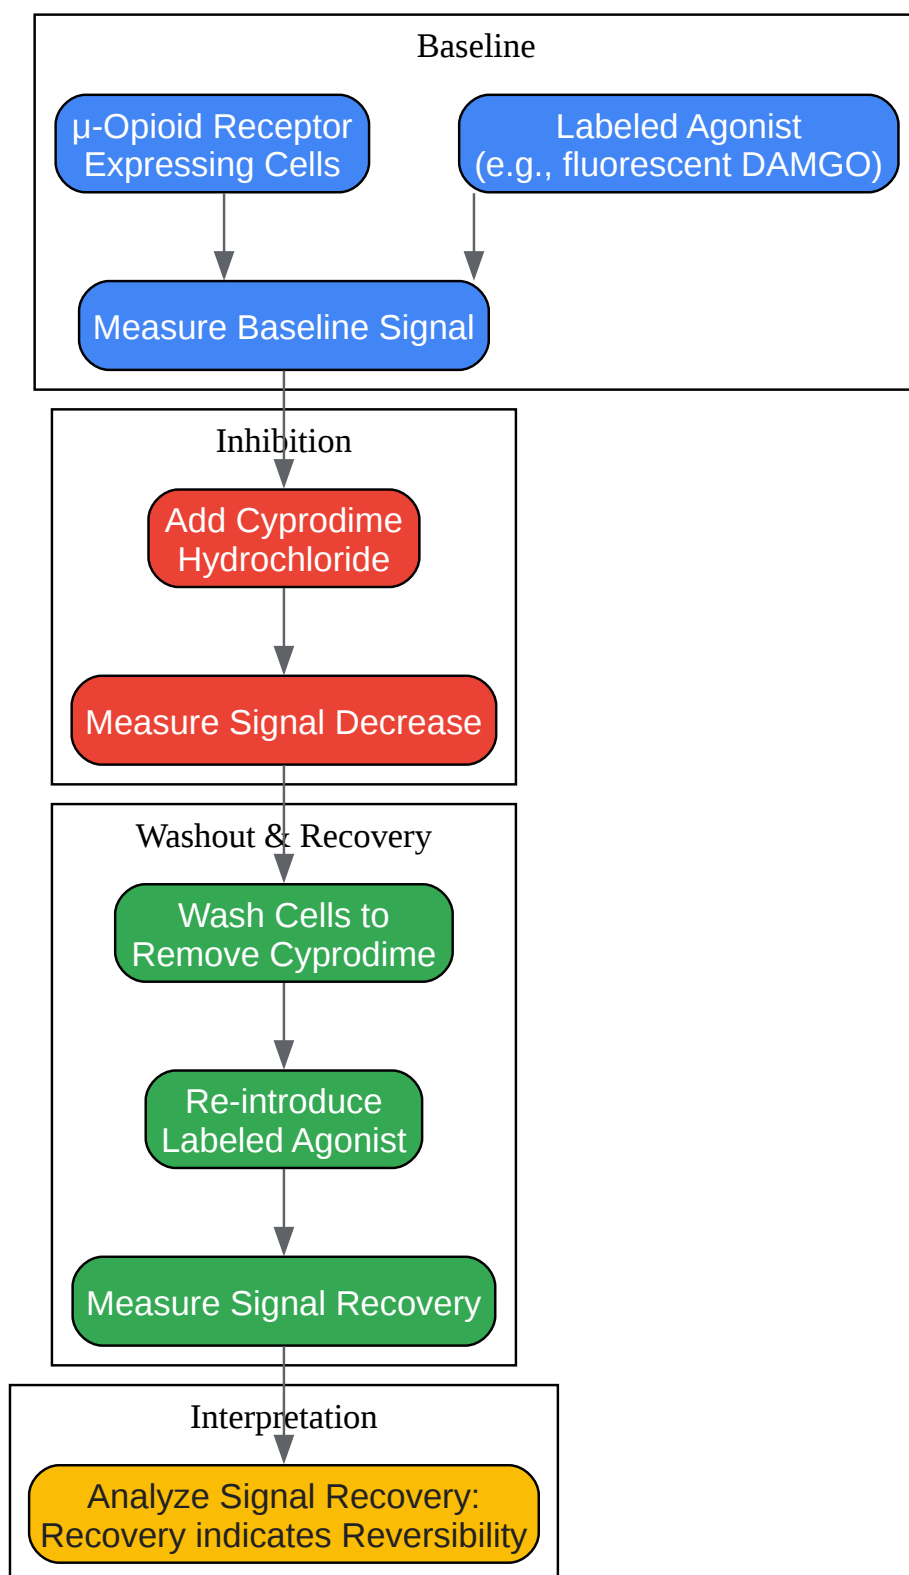 Baseline
μ-Opioid Receptor
Expressing Cells
Labeled Agonist
(e.g., fluorescent DAMGO)
Measure Baseline Signal
Inhibition
Add Cyprodime
Hydrochloride
Measure Signal Decrease
Washout & Recovery
Wash Cells to
Remove Cyprodime
Re-introduce
Labeled Agonist
Measure Signal Recovery
Interpretation
Analyze Signal Recovery:
Recovery indicates Reversibility